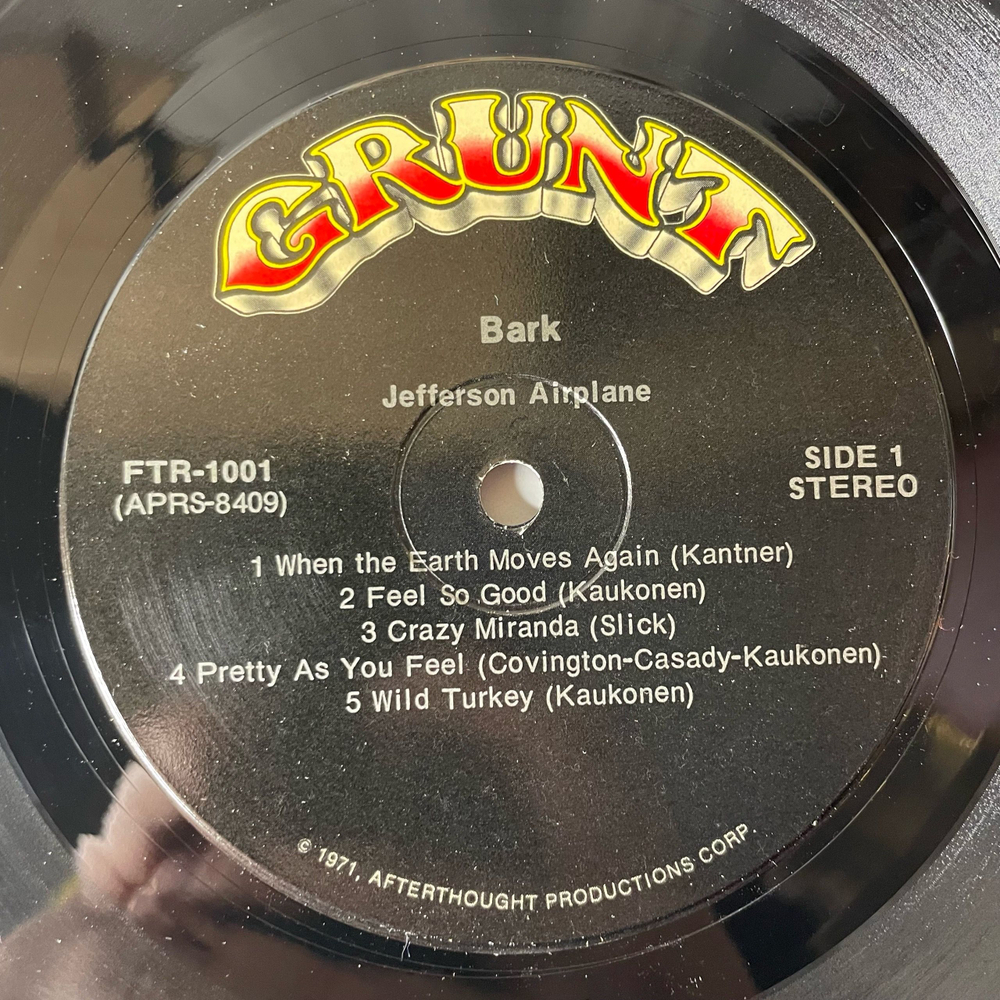 GRUNT
Bark
Jefferson Airplane
FTR-1001
(APRS-8409)
SIDE 1
STEREO
1 When the Earth Moves Again (Kantner)
2 Feel So Good (Kaukonen)
3 Crazy Miranda (Slick)
4 Pretty As You Feel (Covington-Casady-Kaukonen)
5 Wild Turkey (Kaukonen)
© 1971, AFTERTHOUGHT PRODUCTIONS CORP.